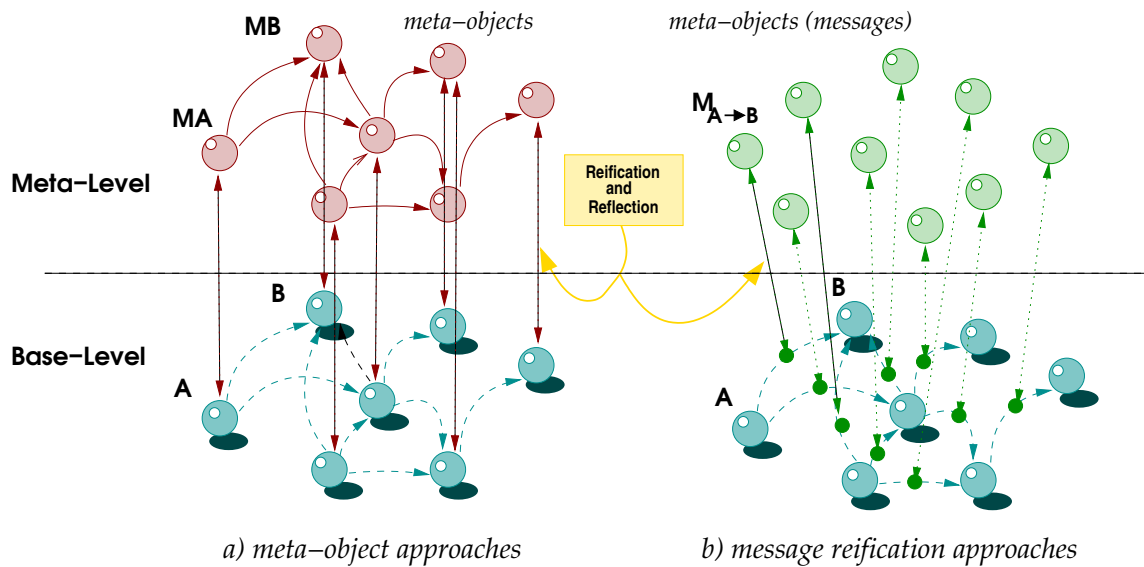 meta−objects
meta−objects (messages)
MB
MA
M A→B
Meta−Level
Reification
and
Reflection
B
B
Base−Level
A
A
a) meta−object approaches
b) message reification approaches